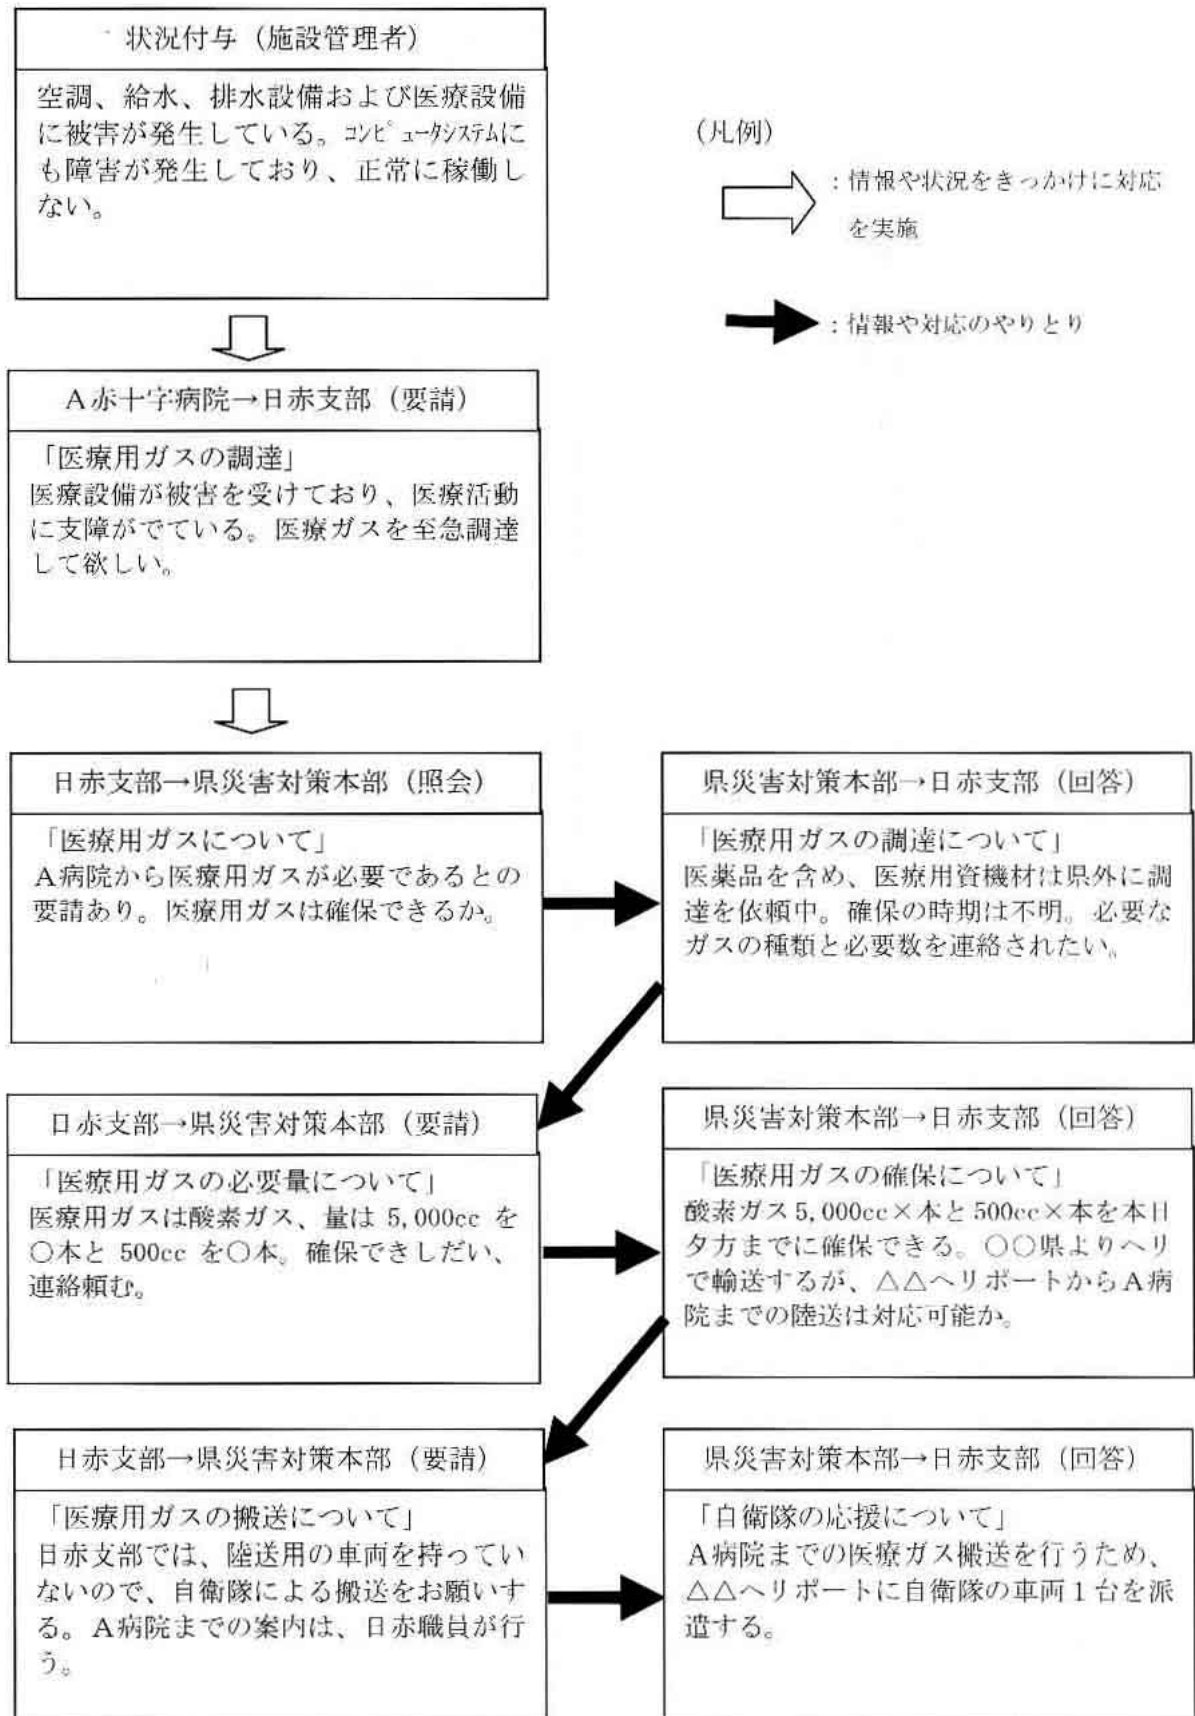 状況付与（施設管理者）
空調、給水、排水設備および医療設備
に被害が発生している。ｺﾝﾋﾟｭｰﾀｼｽﾃﾑに
も障害が発生しており、正常に稼働し
ない。
（凡例）
：情報や状況をきっかけに対応
を実施
：情報や対応のやりとり
A赤十字病院→日赤支部（要請）
「医療用ガスの調達」
医療設備が被害を受けており、医療活動
に支障がでている。医療ガスを至急調達
して欲しい。
日赤支部→県災害対策本部（照会）
「医療用ガスについて」
A病院から医療用ガスが必要であるとの
要請あり。医療用ガスは確保できるか。
県災害対策本部→日赤支部（回答）
「医療用ガスの調達について」
医薬品を含め、医療用資機材は県外に調
達を依頼中。確保の時期は不明。必要な
ガスの種類と必要数を連絡されたい。
日赤支部→県災害対策本部（要請）
「医療用ガスの必要量について」
医療用ガスは酸素ガス、量は 5,000cc を
○本と 500cc を○本。確保できしだい、
連絡頼む。
県災害対策本部→日赤支部（回答）
「医療用ガスの確保について」
酸素ガス5,000cc×本と500cc×本を本日
夕方までに確保できる。○○県よりヘリ
で輸送するが、△△ヘリポートからA病
院までの陸送は対応可能か。
日赤支部→県災害対策本部（要請）
「医療用ガスの搬送について」
日赤支部では、陸送用の車両を持ってい
ないので、自衛隊による搬送をお願いす
る。A病院までの案内は、日赤職員が行
う。
県災害対策本部→日赤支部（回答）
「自衛隊の応援について」
A病院までの医療ガス搬送を行うため、
△△ヘリポートに自衛隊の車両1台を派
遣する。